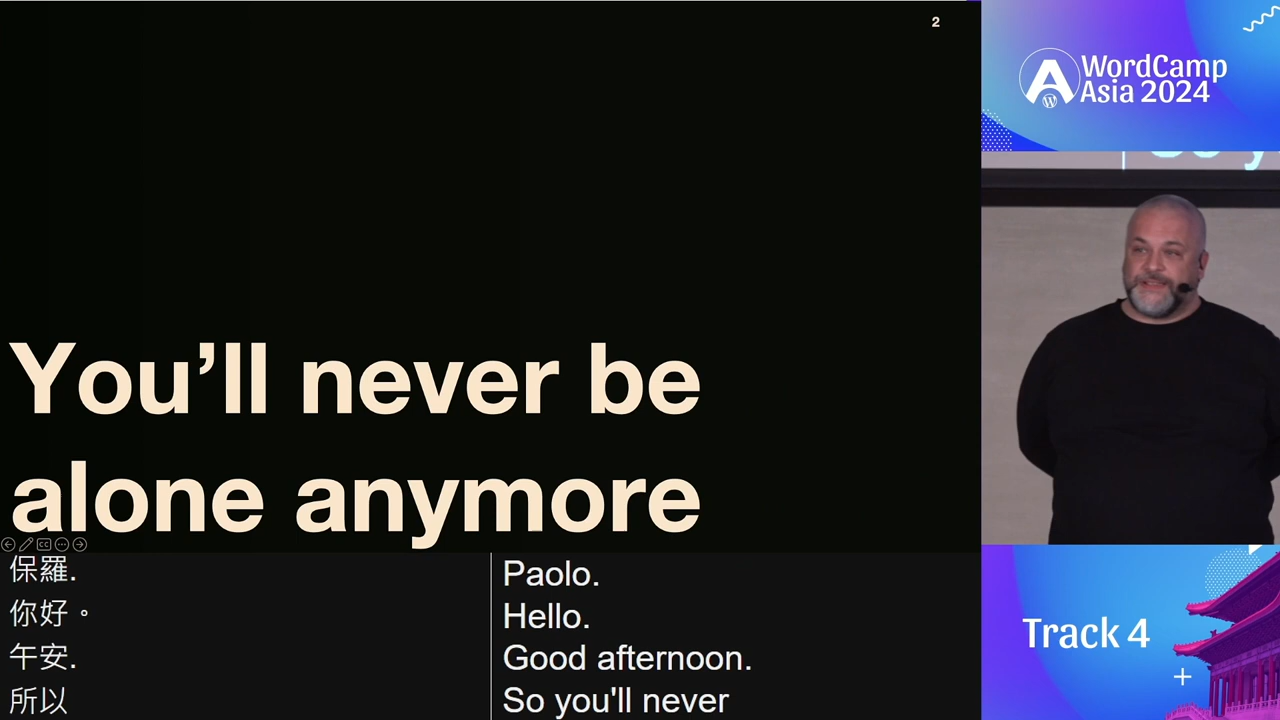 2
You’ll never be
alone anymore
保羅.
你好。
午安.
所以
Paolo.
Hello.
Good afternoon.
So you'll never
WordCamp
Asia 2024
Track 4